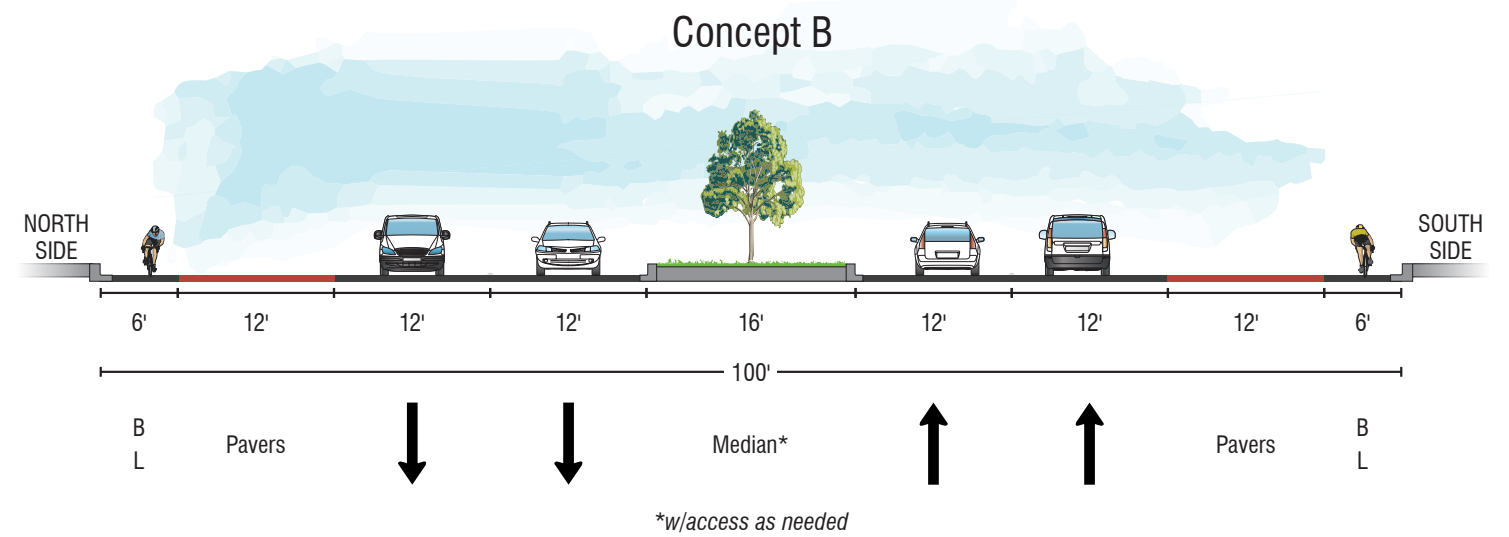 Concept B
NORTH
SIDE
SOUTH
SIDE
6' 12' 12' 12' 16' 12' 12' 12' 6'
100'
B
L
Pavers
Median*
Pavers
B
L
*w/access as needed